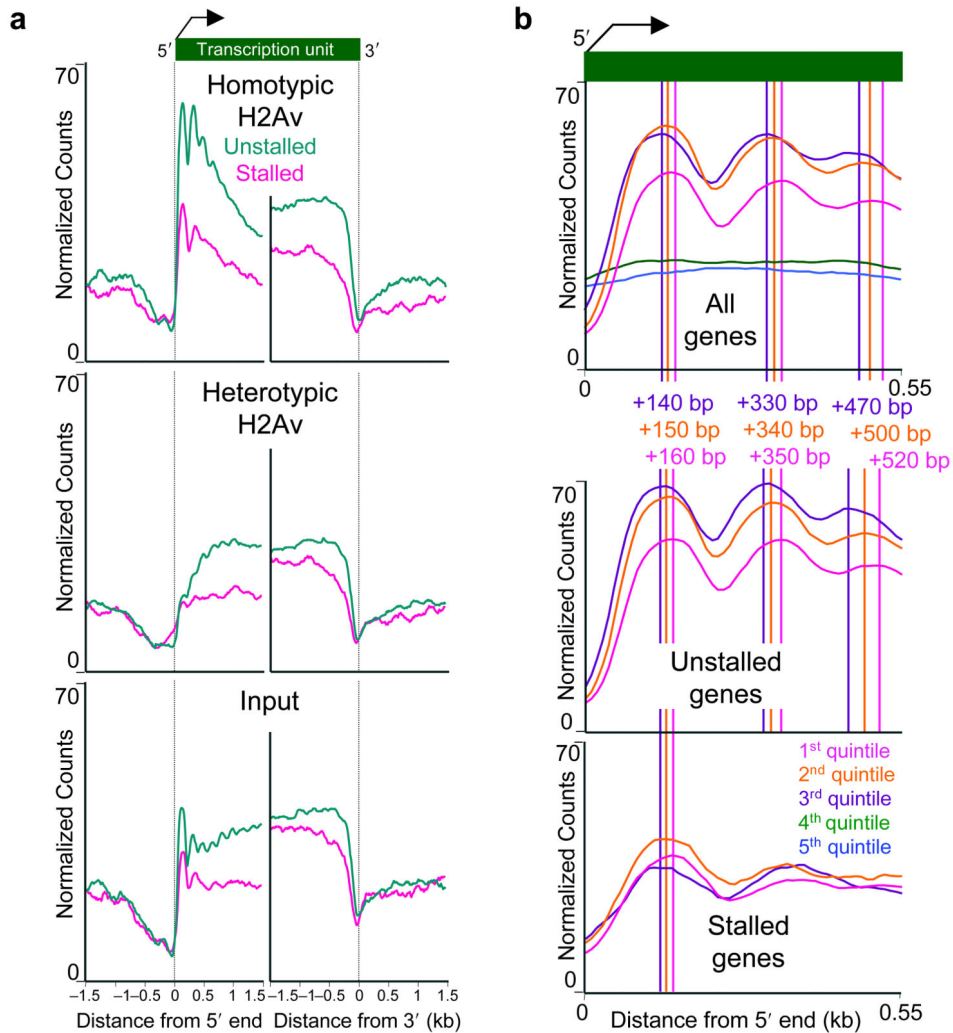 a
5′ Transcription unit 3′
70
Homotypic
H2Av
Unstalled
Stalled
Normalized Counts
0
70
Heterotypic
H2Av
Normalized Counts
0
70
Input
Normalized Counts
0
−1.5 −1 −0.5 0 0.5 1.5 −1.5 −1 −0.5 0 0.5 1 1.5
Distance from 5′ end Distance from 3′ (kb)
b
5′
70
Normalized Counts
All
genes
0
0 0.55
+140 bp +330 bp +470 bp
+150 bp +340 bp +500 bp
+160 bp +350 bp +520 bp
70
Normalized Counts
Unstalled
genes
0
70
1st quintile
2nd quintile
3rd quintile
4th quintile
5th quintile
Normalized Counts
Stalled
genes
0
0 0.55
Distance from 5′ end (kb)